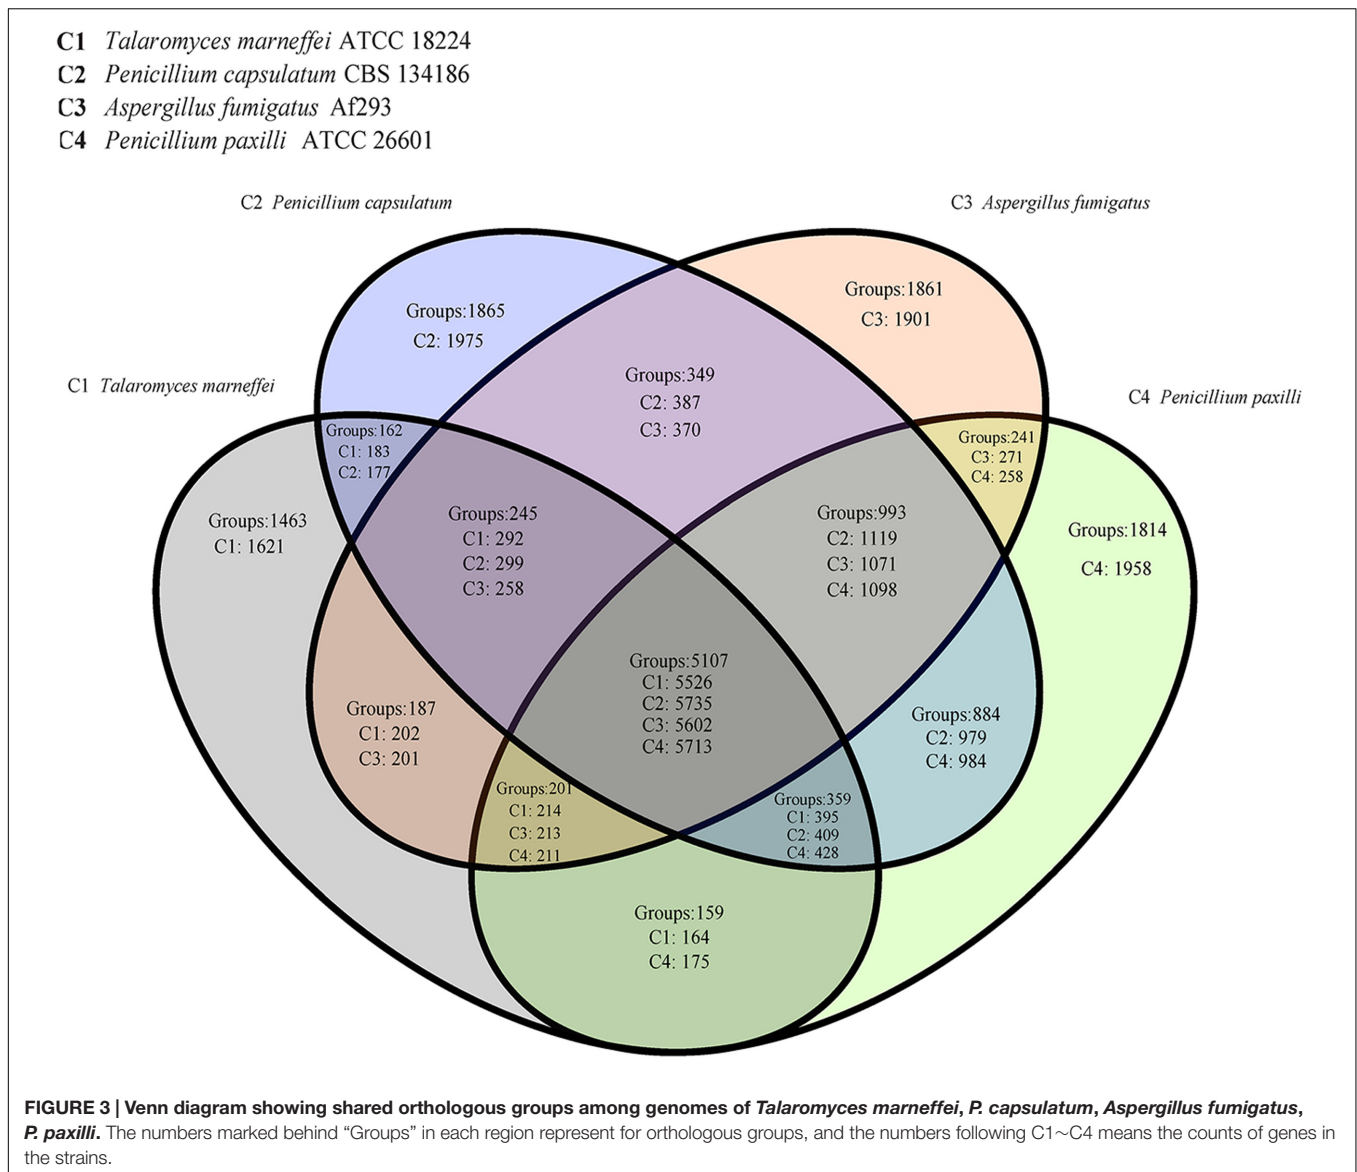 C1 Talaromyces marneffei ATCC 18224
C2 Penicillium capsulatum CBS 134186
C3 Aspergillus fumigatus Af293
C4 Penicillium paxilli ATCC 26601
C2 Penicillium capsulatum
C3 Aspergillus fumigatus
C1 Talaromyces marneffei
C4 Penicillium paxilli
Groups:1865
C2: 1975
Groups:1861
C3: 1901
Groups:349
C2: 387
C3: 370
Groups:162
C1: 183
C2: 177
Groups:241
C3: 271
C4: 258
Groups:1463
C1: 1621
Groups:245
C1: 292
C2: 299
C3: 258
Groups:993
C2: 1119
C3: 1071
C4: 1098
Groups:1814
C4: 1958
Groups:5107
C1: 5526
C2: 5735
C3: 5602
C4: 5713
Groups:187
C1: 202
C3: 201
Groups:884
C2: 979
C4: 984
Groups:201
C1: 214
C3: 213
C4: 211
Groups:359
C1: 395
C2: 409
C4: 428
Groups:159
C1: 164
C4: 175
FIGURE 3 | Venn diagram showing shared orthologous groups among genomes of Talaromyces marneffei, P. capsulatum, Aspergillus fumigatus,
P. paxilli. The numbers marked behind “Groups” in each region represent for orthologous groups, and the numbers following C1~C4 means the counts of genes in
the strains.